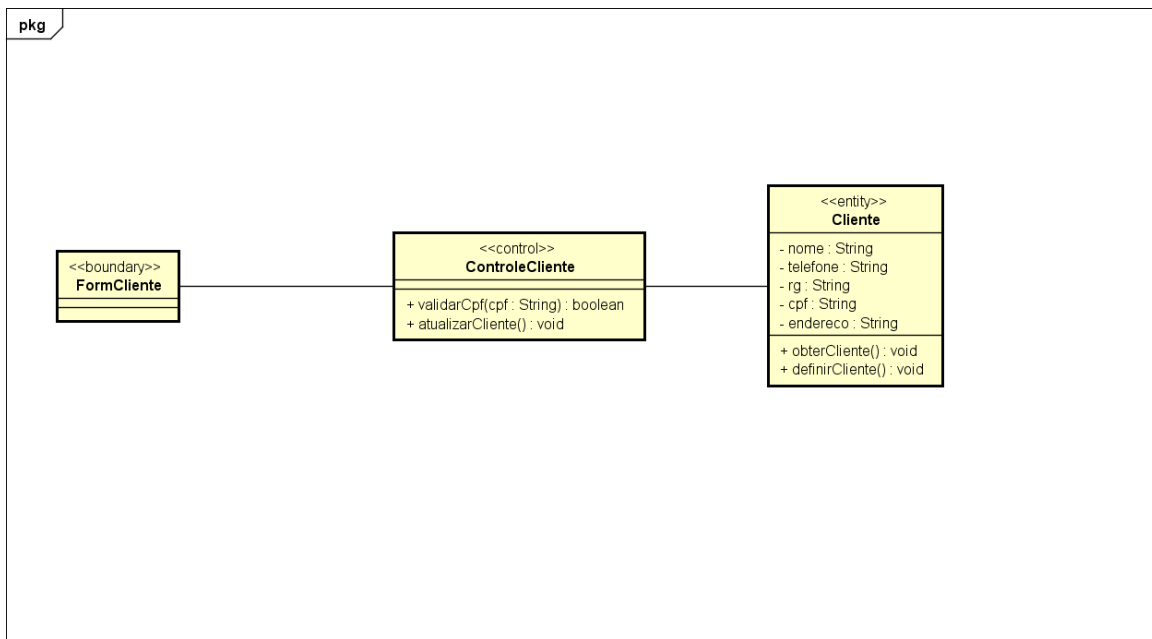 pkg
<<boundary>>
FormCliente
<<control>>
ControleCliente
+ validarCpf(cpf : String) : boolean
+ atualizarCliente() : void
<<entity>>
Cliente
- nome : String
- telefone : String
- rg : String
- cpf : String
- endereco : String
+ obterCliente() : void
+ definirCliente() : void